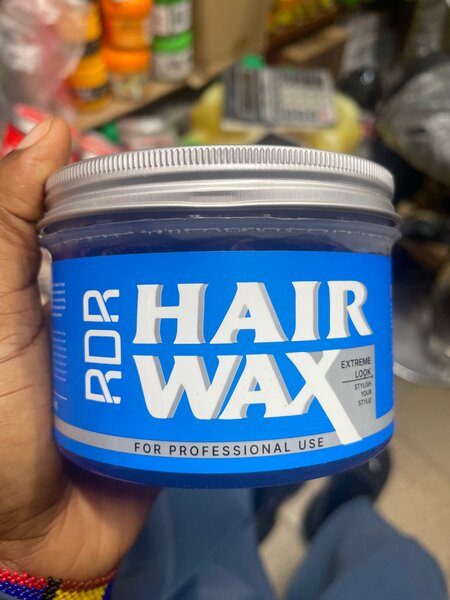 RDR
HAIR
WAX
EXTREME
LOOK
STYLISH
YOUR
STYLE!
FOR PROFESSIONAL USE